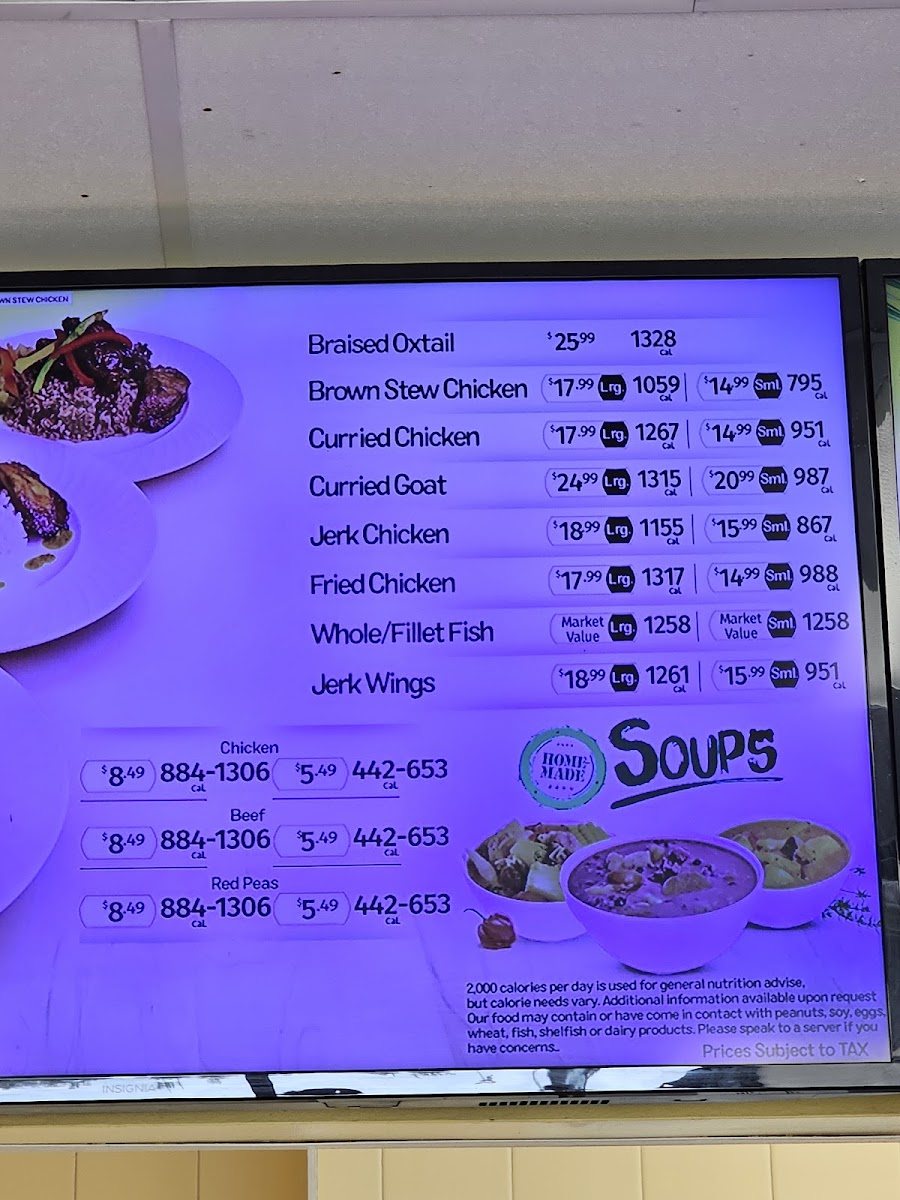 WN STEW CHICKEN
Braised Oxtail $25.99 1328 Cal
Brown Stew Chicken $17.99 Lrg. 1059 Cal | $14.99 Sml. 795 Cal
Curried Chicken $17.99 Lrg. 1267 Cal | $14.99 Sml. 951 Cal
Curried Goat $24.99 Lrg. 1315 Cal | $20.99 Sml. 987 Cal
Jerk Chicken $18.99 Lrg. 1155 Cal | $15.99 Sml. 867 Cal
Fried Chicken $17.99 Lrg. 1317 Cal | $14.99 Sml. 988 Cal
Whole/Fillet Fish Market Value Lrg. 1258 | Market Value Sml. 1258
Jerk Wings $18.99 Lrg. 1261 Cal | $15.99 Sml. 951 Cal
HOME-
MADE
SOUPS
Chicken
$8.49 884-1306 Cal $5.49 442-653 Cal
Beef
$8.49 884-1306 Cal $5.49 442-653 Cal
Red Peas
$8.49 884-1306 Cal $5.49 442-653 Cal
2,000 calories per day is used for general nutrition advise,
but calorie needs vary. Additional information available upon request
Our food may contain or have come in contact with peanuts, soy, eggs,
wheat, fish, shelfish or dairy products. Please speak to a server if you
have concerns..
Prices Subject to TAX
INSIGNIA